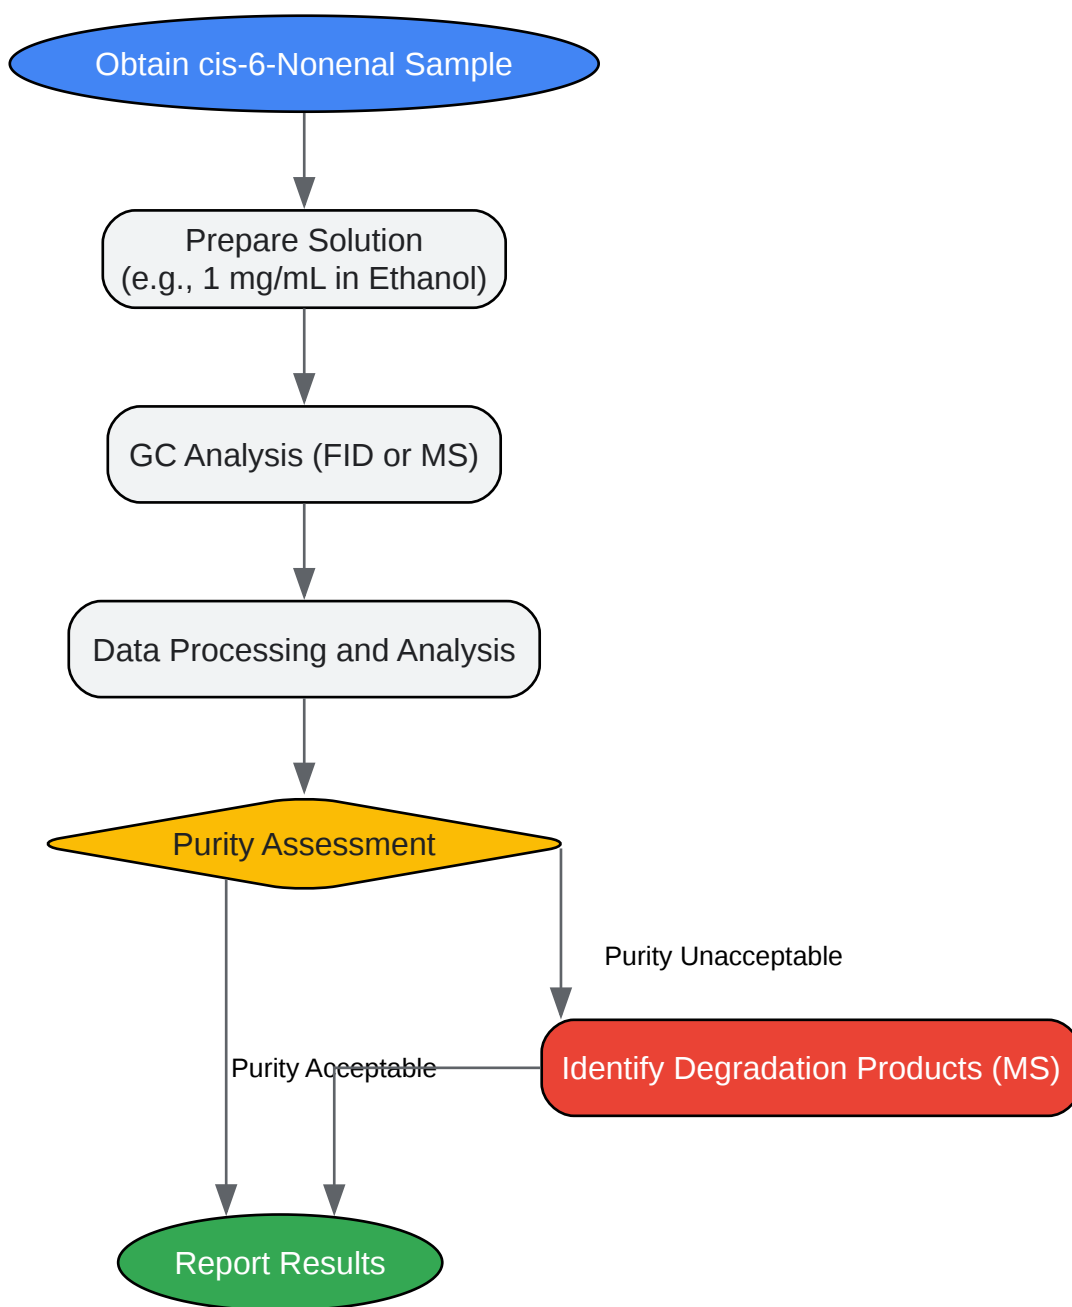 Obtain cis-6-Nonenal Sample
Prepare Solution
(e.g., 1 mg/mL in Ethanol)
GC Analysis (FID or MS)
Data Processing and Analysis
Purity Assessment
Purity Unacceptable
Purity Acceptable
Identify Degradation Products (MS)
Report Results